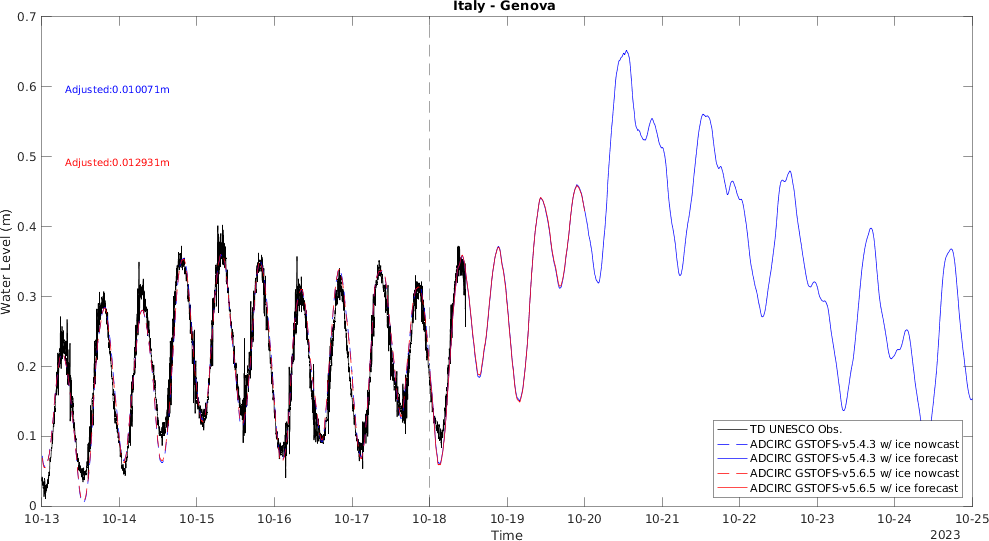 Italy - Genova
0.7
0.6
0.5
0.4
0.3
0.2
0.1
0
Water Level (m)
Adjusted:0.010071m
Adjusted:0.012931m
TD UNESCO Obs.
ADCIRC GSTOFS-v5.4.3 w/ ice nowcast
ADCIRC GSTOFS-v5.4.3 w/ ice forecast
ADCIRC GSTOFS-v5.6.5 w/ ice nowcast
ADCIRC GSTOFS-v5.6.5 w/ ice forecast
10-13 10-14 10-15 10-16 10-17 10-18 10-19 10-20 10-21 10-22 10-23 10-24 10-25
Time
2023